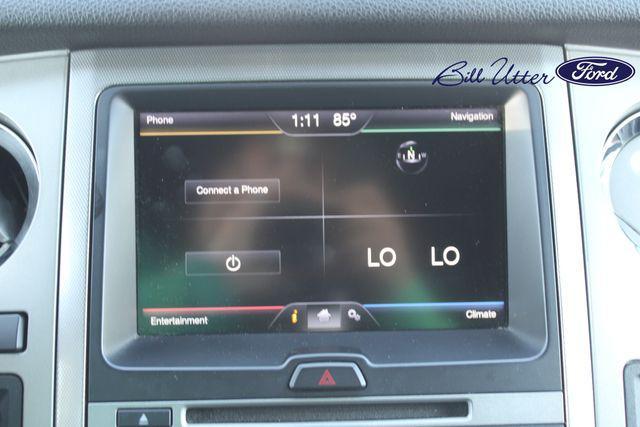 Bill Utter Ford
Phone 1:11 85° Navigation
N
Connect a Phone
LO LO
Entertainment Climate